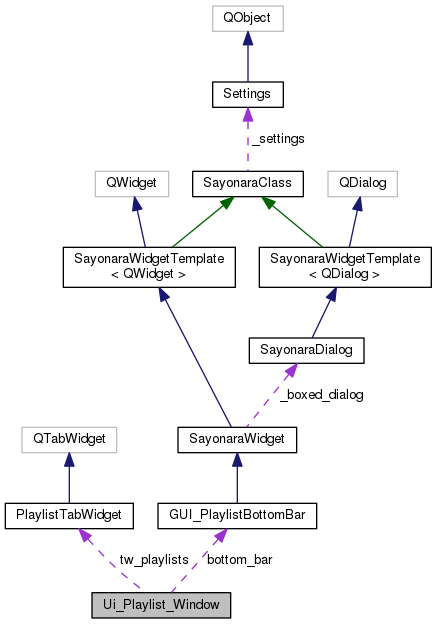 QObject
Settings
_settings
QWidget
SayonaraClass
QDialog
SayonaraWidgetTemplate
< QWidget >
SayonaraWidgetTemplate
< QDialog >
SayonaraDialog
_boxed_dialog
QTabWidget
SayonaraWidget
PlaylistTabWidget
GUI_PlaylistBottomBar
tw_playlists
bottom_bar
Ui_Playlist_Window